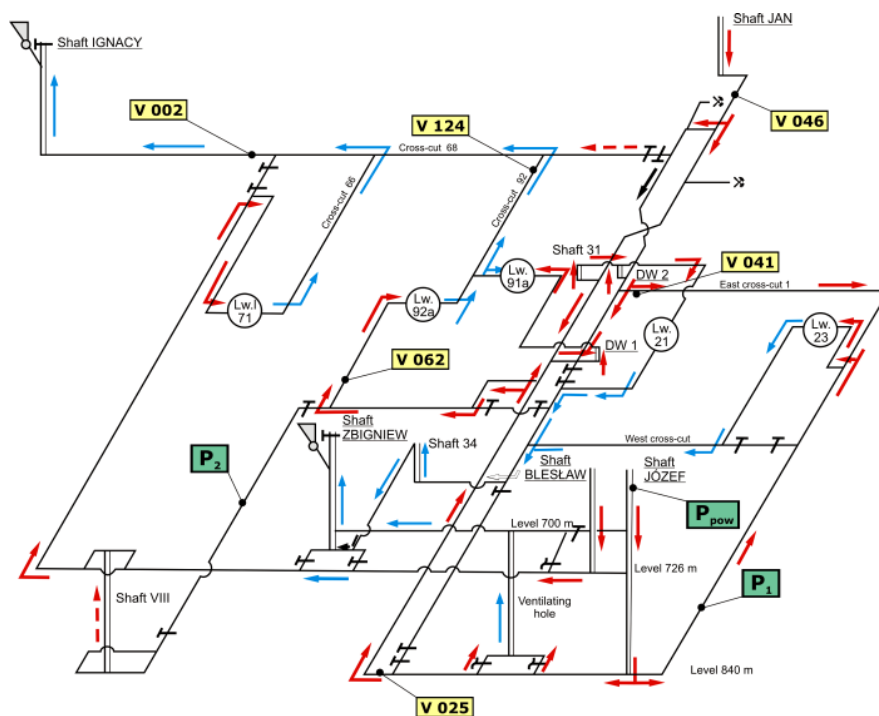 Shaft JAN
Shaft IGNACY
V 002
V 124
V 046
Cross-cut 68
Cross-cut 66
Cross-cut 92
Shaft 31
DW 2
V 041
East cross-cut 1
Lw.I
71
Lw.
92a
Lw.
91a
Lw.
21
Lw.
23
DW 1
V 062
Shaft
ZBIGNIEW
Shaft 34
West cross-cut
Shaft
BLESŁAW
Shaft
JÓZEF
P2
Ppow
Level 700 m
Level 726 m
Shaft VIII
Ventilating
hole
P1
Level 840 m
V 025